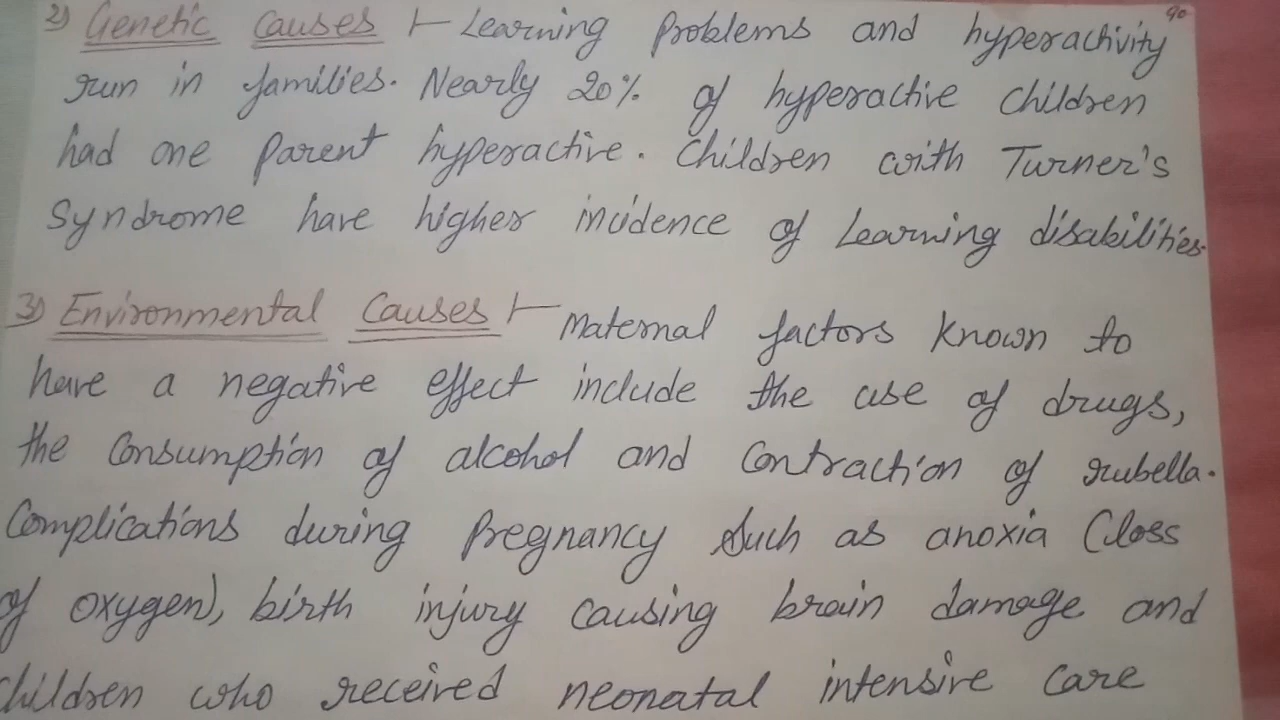 90
2) Genetic Causes :- Learning Problems and hyperactivity
run in families. Nearly 20% of hyperactive children
had one Parent hyperactive. Children with Turner's
Syndrome have higher incidence of Learning disabilities.
3) Environmental Causes :- Maternal factors known to
have a negative effect include the use of drugs,
the Consumption of alcohol and Contraction of rubella.
Complications during Pregnancy Such as anoxia (loss
of oxygen), birth injury causing brain damage and
Children who received neonatal intensive care